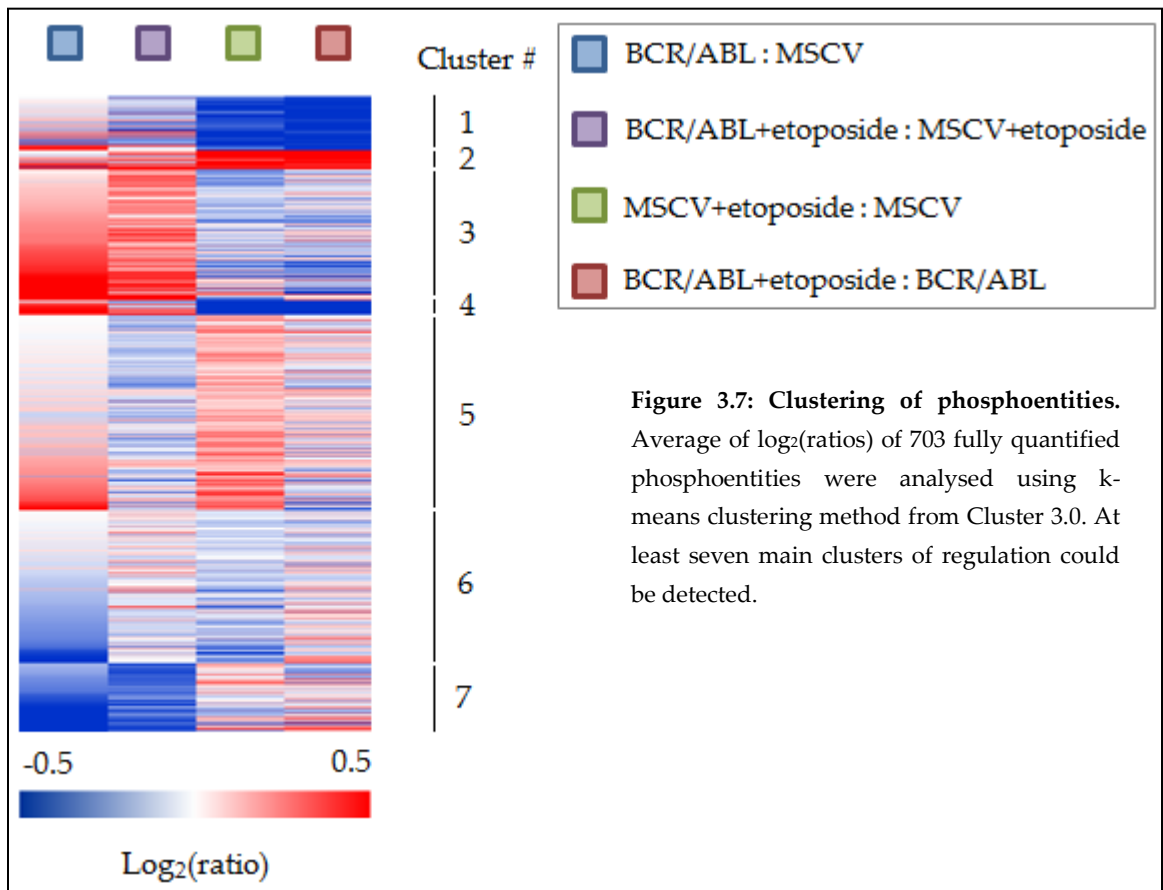 Cluster #
1
2
3
4
5
6
7
-0.5 0.5
Log₂(ratio)
BCR/ABL : MSCV
BCR/ABL+etoposide : MSCV+etoposide
MSCV+etoposide : MSCV
BCR/ABL+etoposide : BCR/ABL
Figure 3.7: Clustering of phosphoentities.
Average of log₂(ratios) of 703 fully quantified
phosphoentities were analysed using k-
means clustering method from Cluster 3.0. At
least seven main clusters of regulation could
be detected.